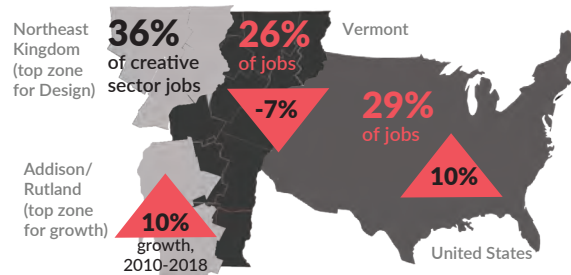 Northeast
Kingdom
(top zone
for Design)
36%
of creative
sector jobs
26%
of jobs
Vermont
-7%
29%
of jobs
10%
United States
Addison/
Rutland
(top zone
for growth)
10%
growth,
2010-2018